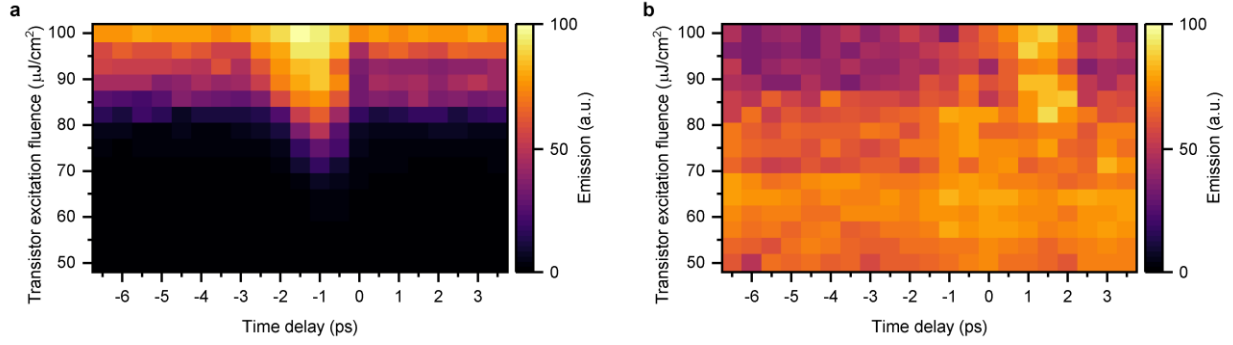 a
Transistor excitation fluence (μJ/cm²)
100
90
80
70
60
50
-6 -5 -4 -3 -2 -1 0 1 2 3
Time delay (ps)
100
50
0
Emission (a.u.)
b
Transistor excitation fluence (μJ/cm²)
100
90
80
70
60
50
-6 -5 -4 -3 -2 -1 0 1 2 3
Time delay (ps)
100
50
0
Emission (a.u.)